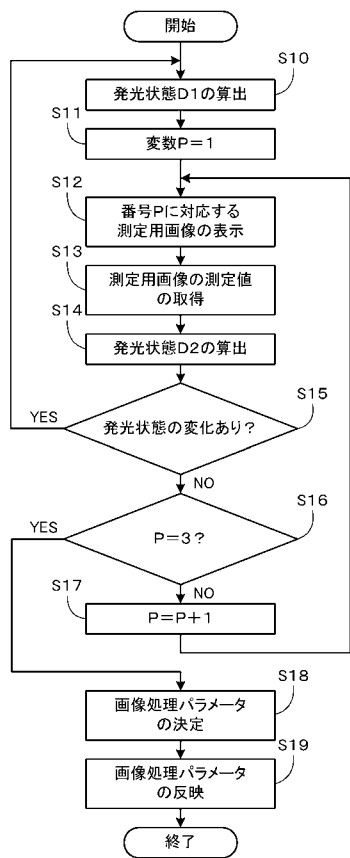 開始
S10
発光状態D1の算出
S11
変数P=1
S12
番号Pに対応する
測定用画像の表示
S13
測定用画像の測定値
の取得
S14
発光状態D2の算出
S15
YES
発光状態の変化あり?
NO
S16
YES
P=3?
NO
S17
P=P+1
S18
画像処理パラメータ
の決定
S19
画像処理パラメータ
の反映
終了